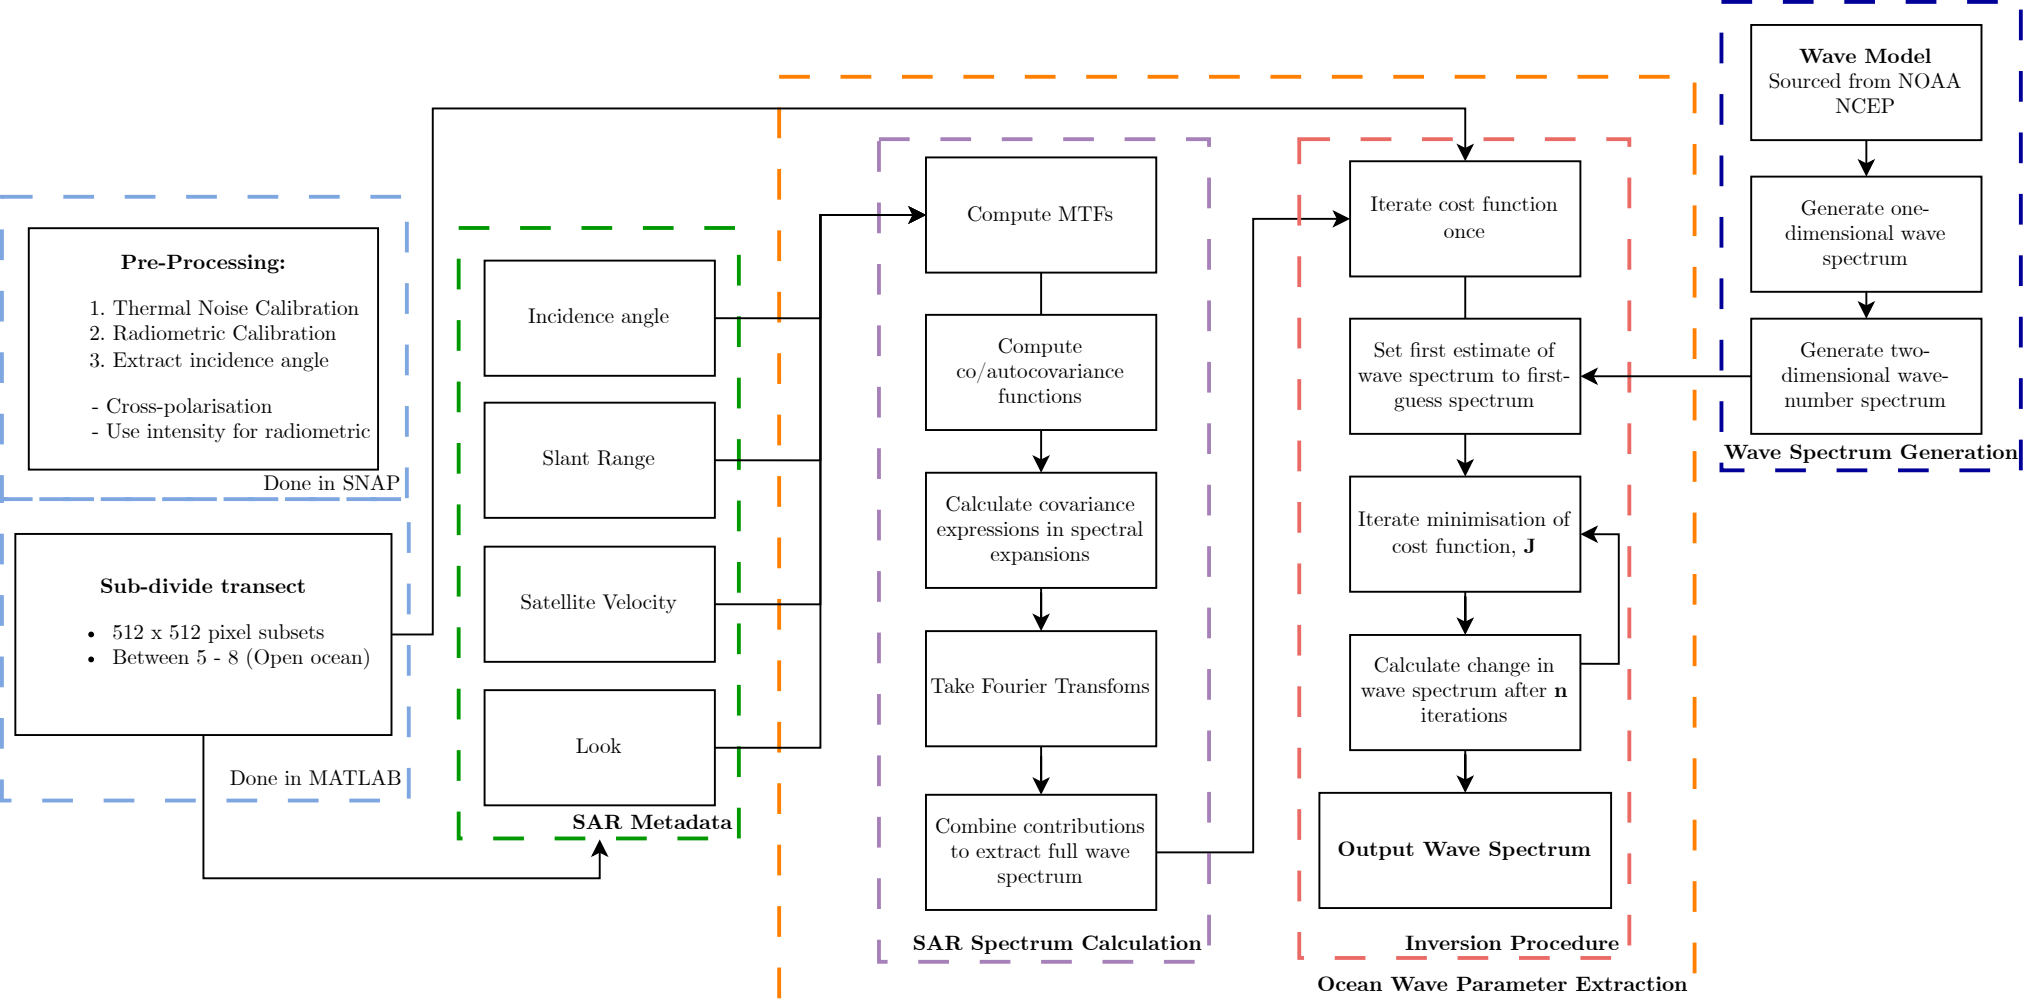 Pre-Processing:
1. Thermal Noise Calibration
2. Radiometric Calibration
3. Extract incidence angle
- Cross-polarisation
- Use intensity for radiometric
Done in SNAP
Sub-divide transect
• 512 x 512 pixel subsets
• Between 5 - 8 (Open ocean)
Done in MATLAB
Incidence angle
Slant Range
Satellite Velocity
Look
SAR Metadata
Compute MTFs
Compute
co/autocovariance
functions
Calculate covariance
expressions in spectral
expansions
Take Fourier Transfoms
Combine contributions
to extract full wave
spectrum
SAR Spectrum Calculation
Iterate cost function
once
Set first estimate of
wave spectrum to first-
guess spectrum
Iterate minimisation of
cost function, J
Calculate change in
wave spectrum after n
iterations
Output Wave Spectrum
Inversion Procedure
Ocean Wave Parameter Extraction
Wave Model
Sourced from NOAA
NCEP
Generate one-
dimensional wave
spectrum
Generate two-
dimensional wave-
number spectrum
Wave Spectrum Generation